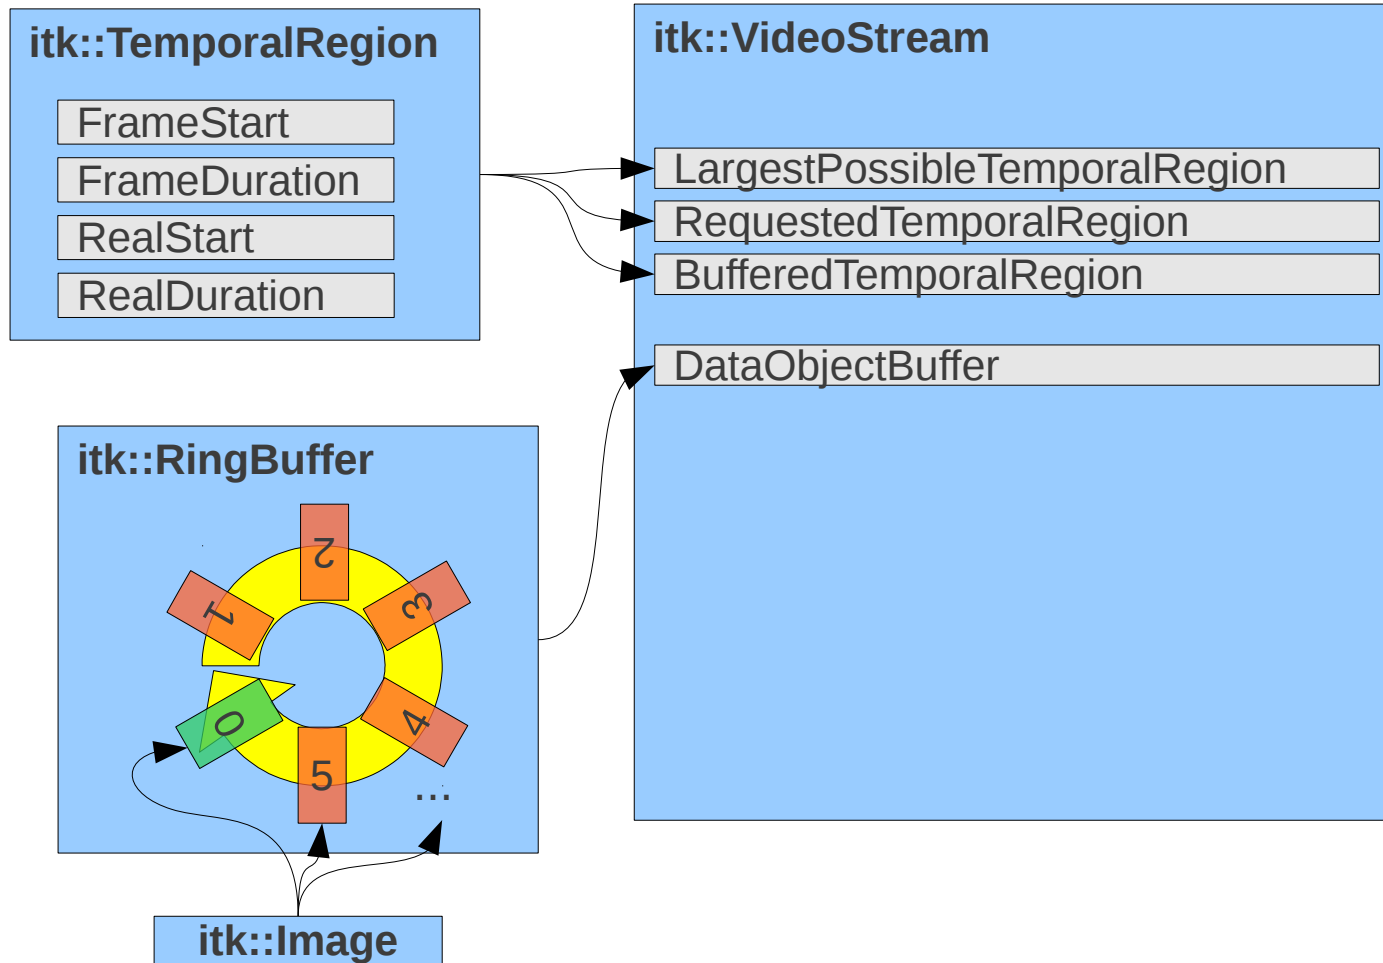 itk::TemporalRegion
FrameStart
FrameDuration
RealStart
RealDuration
itk::VideoStream
LargestPossibleTemporalRegion
RequestedTemporalRegion
BufferedTemporalRegion
DataObjectBuffer
itk::RingBuffer
2
1
3
0
4
5
...
itk::Image